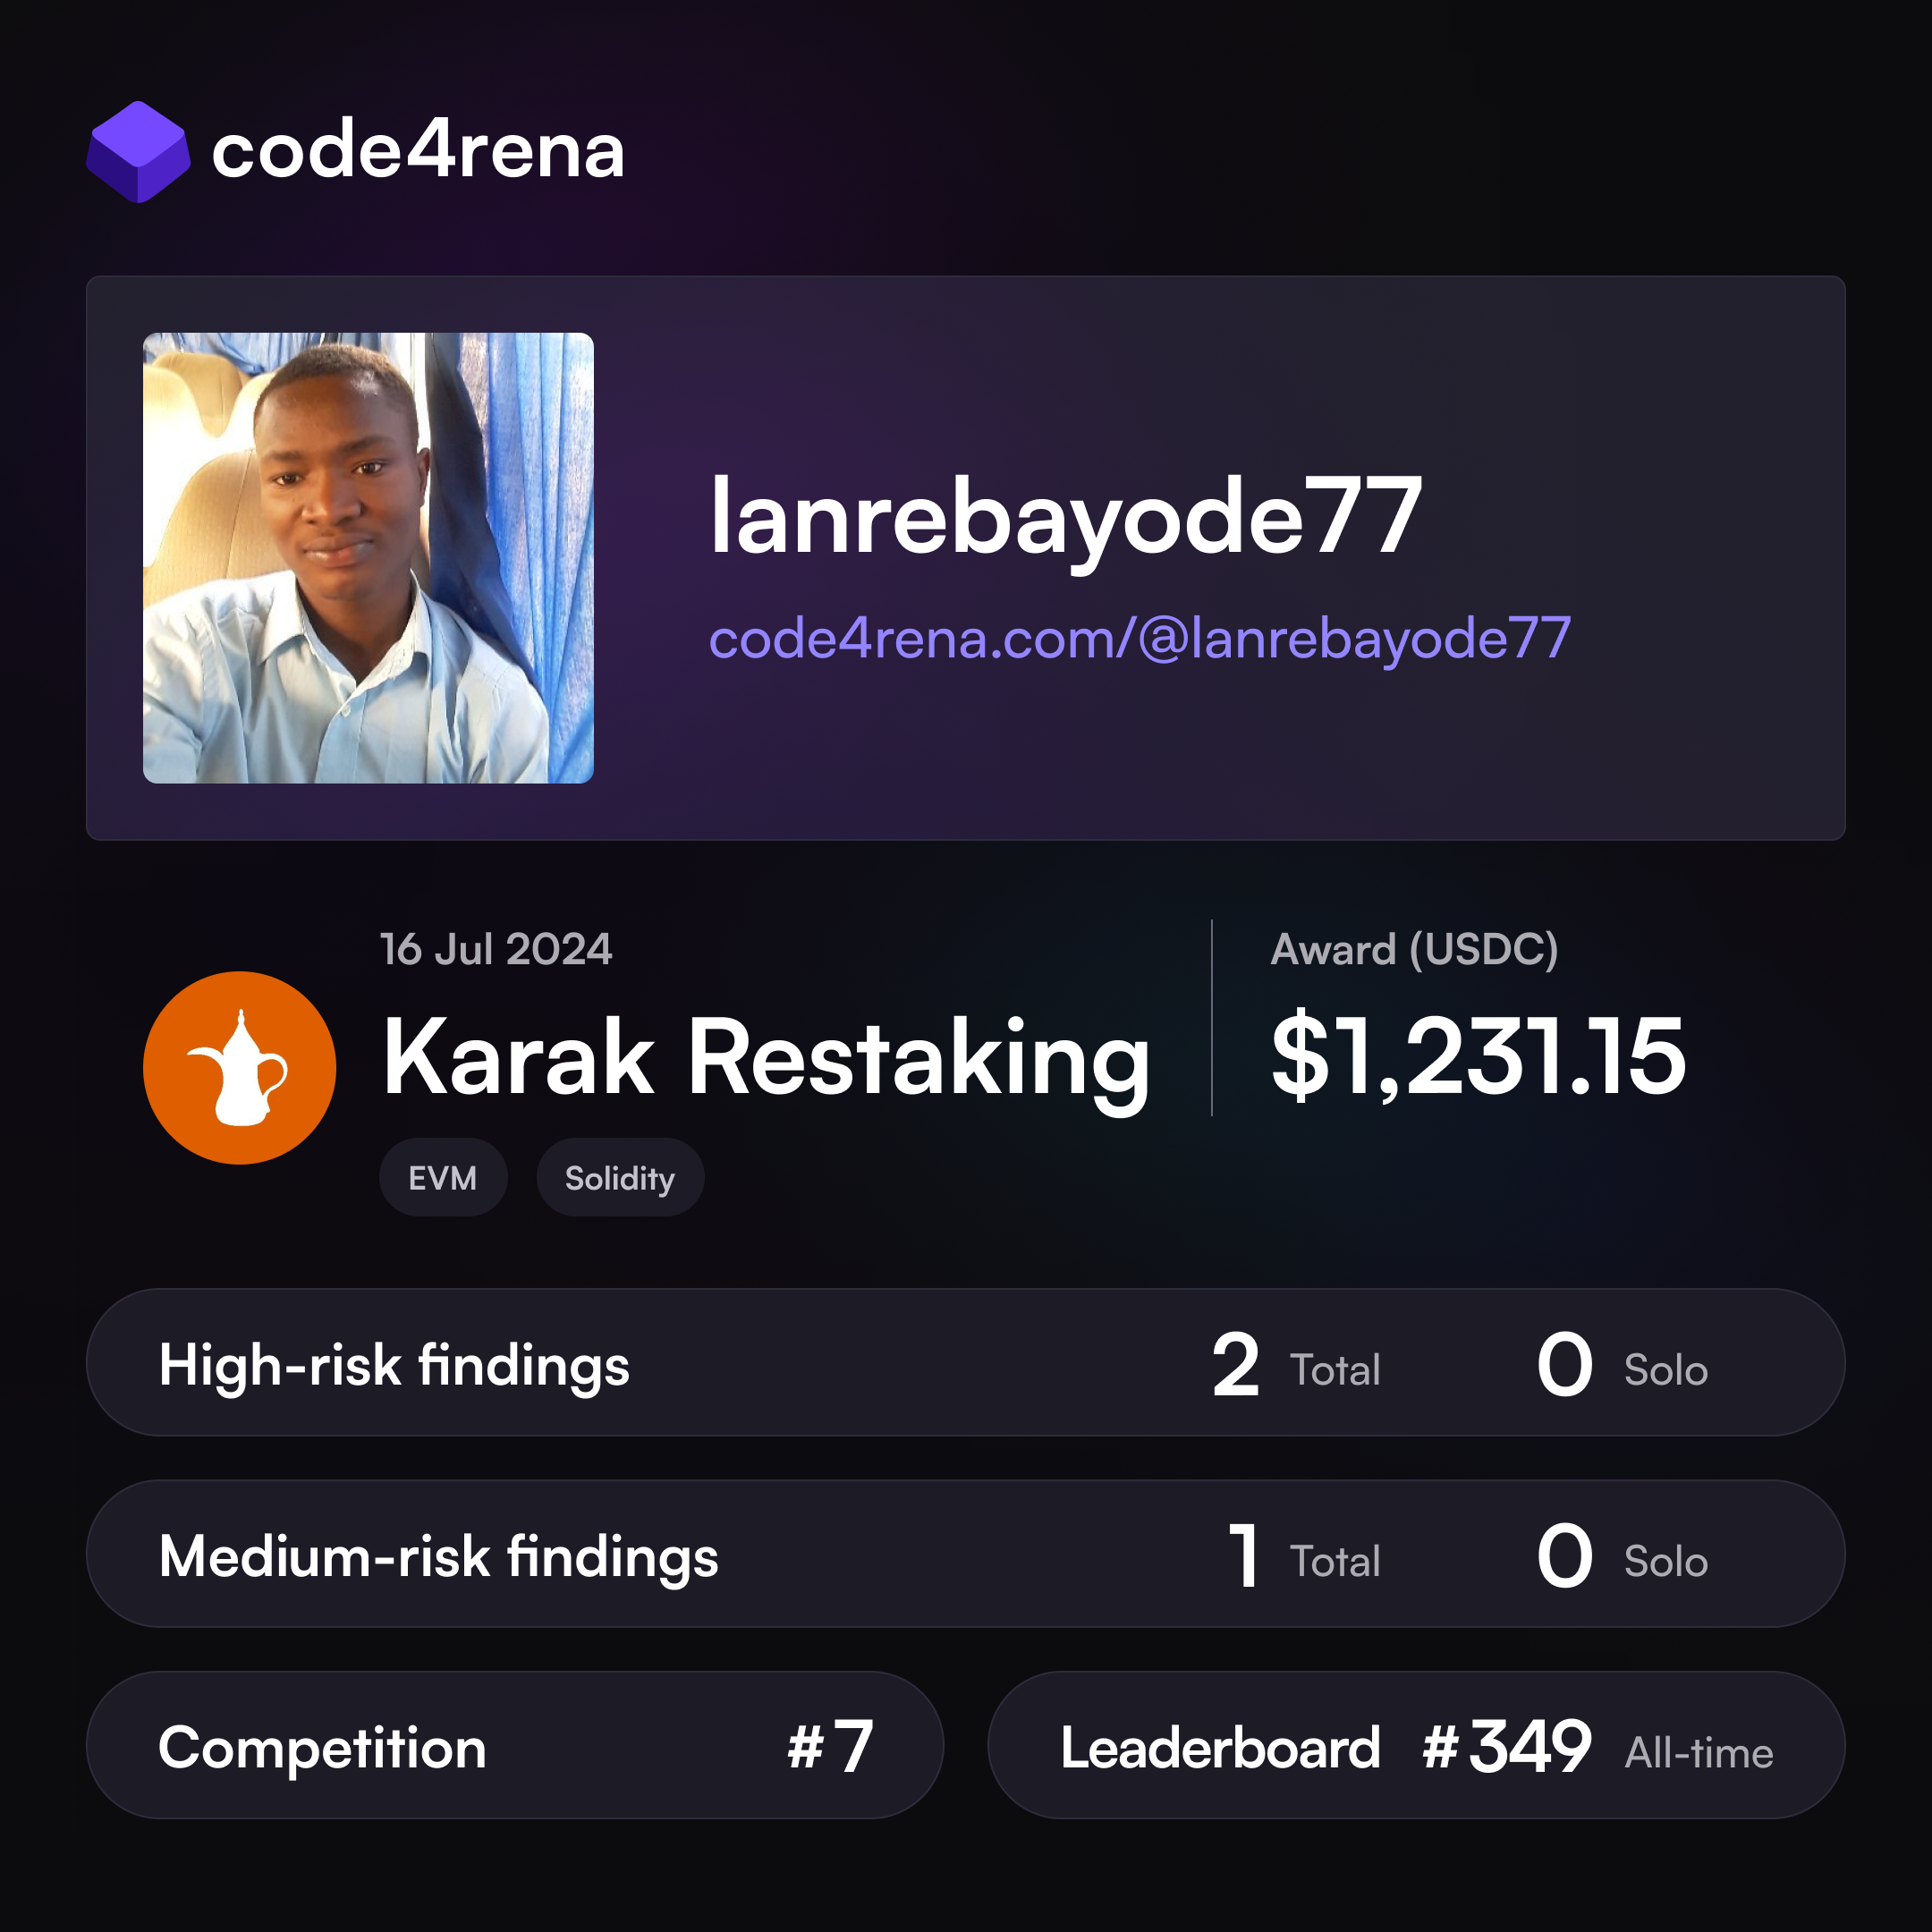 code4rena
lanrebayode77
code4rena.com/@lanrebayode77
16 Jul 2024
Karak Restaking
EVM Solidity
Award (USDC)
$1,231.15
High-risk findings 2 Total 0 Solo
Medium-risk findings 1 Total 0 Solo
Competition #7
Leaderboard #349 All-time